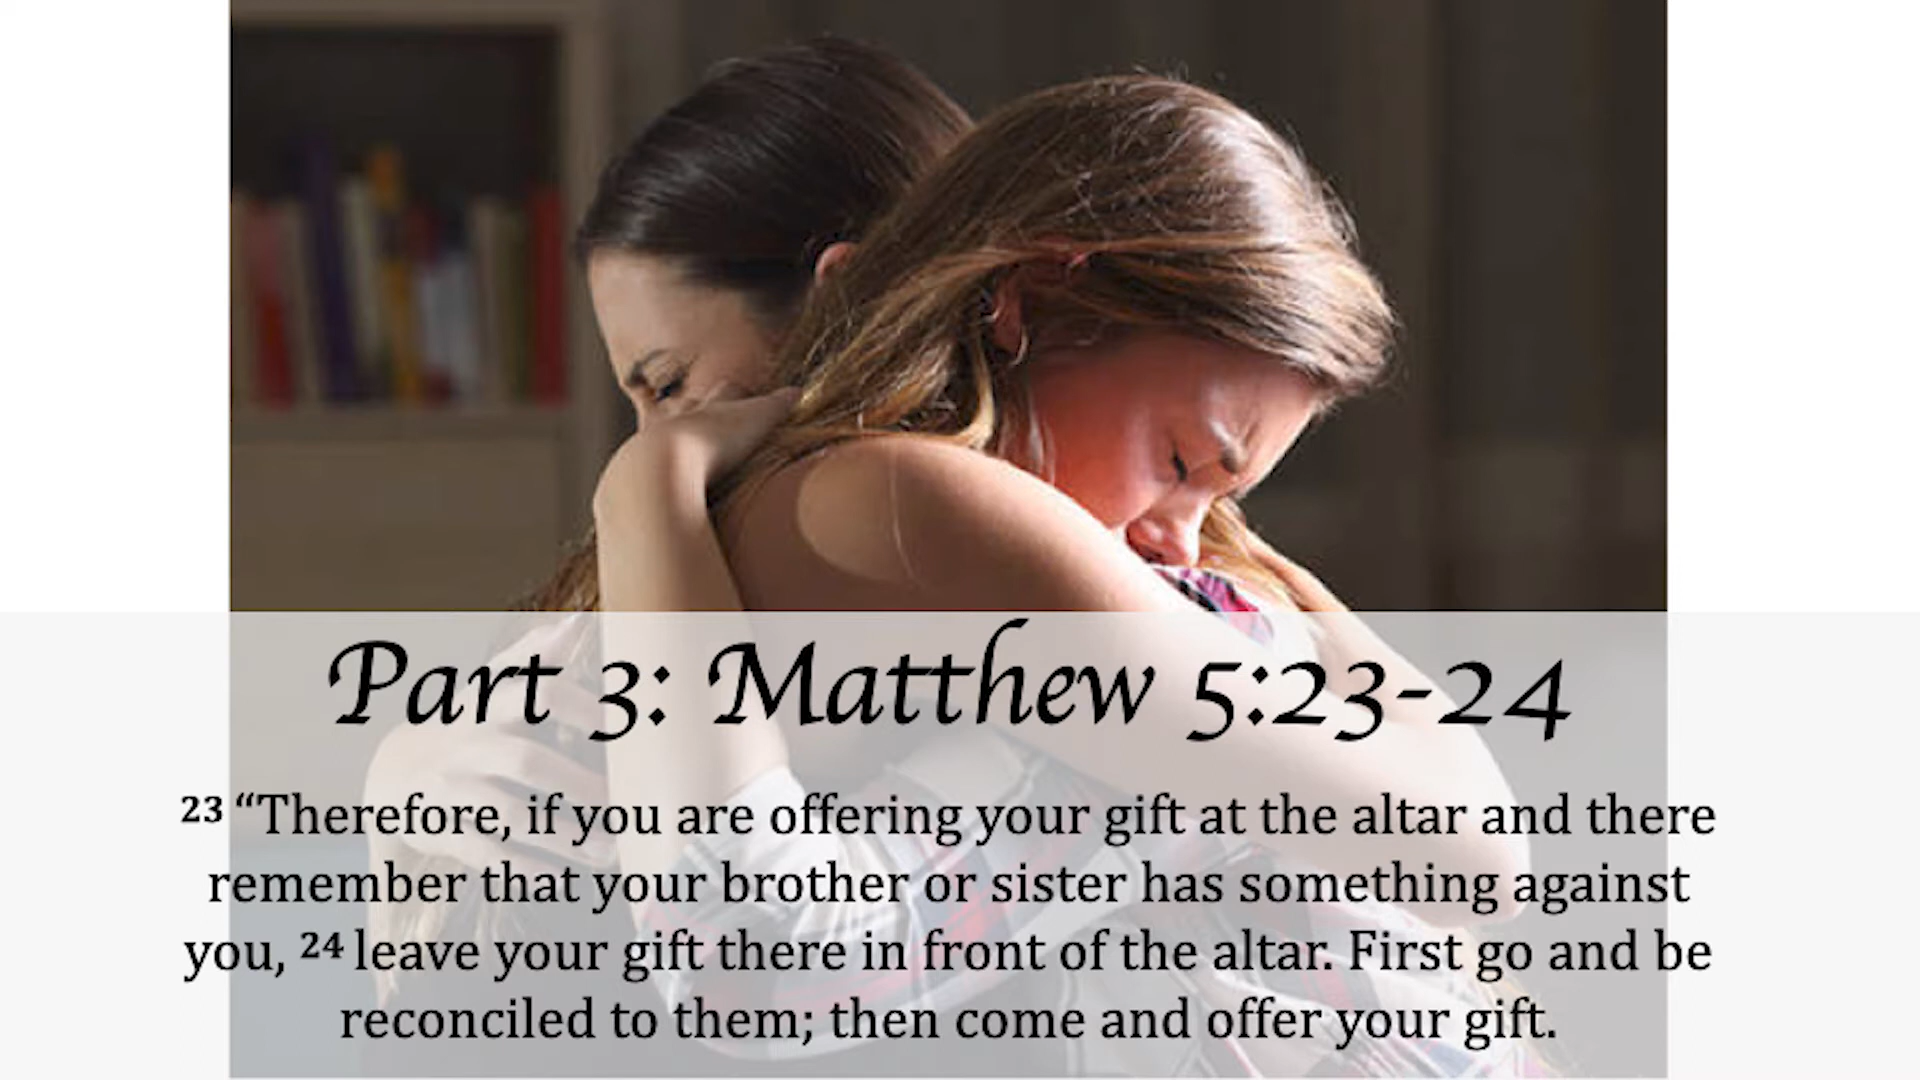 Part 3: Matthew 5:23-24
23 “Therefore, if you are offering your gift at the altar and there
remember that your brother or sister has something against
you, 24 leave your gift there in front of the altar. First go and be
reconciled to them; then come and offer your gift.